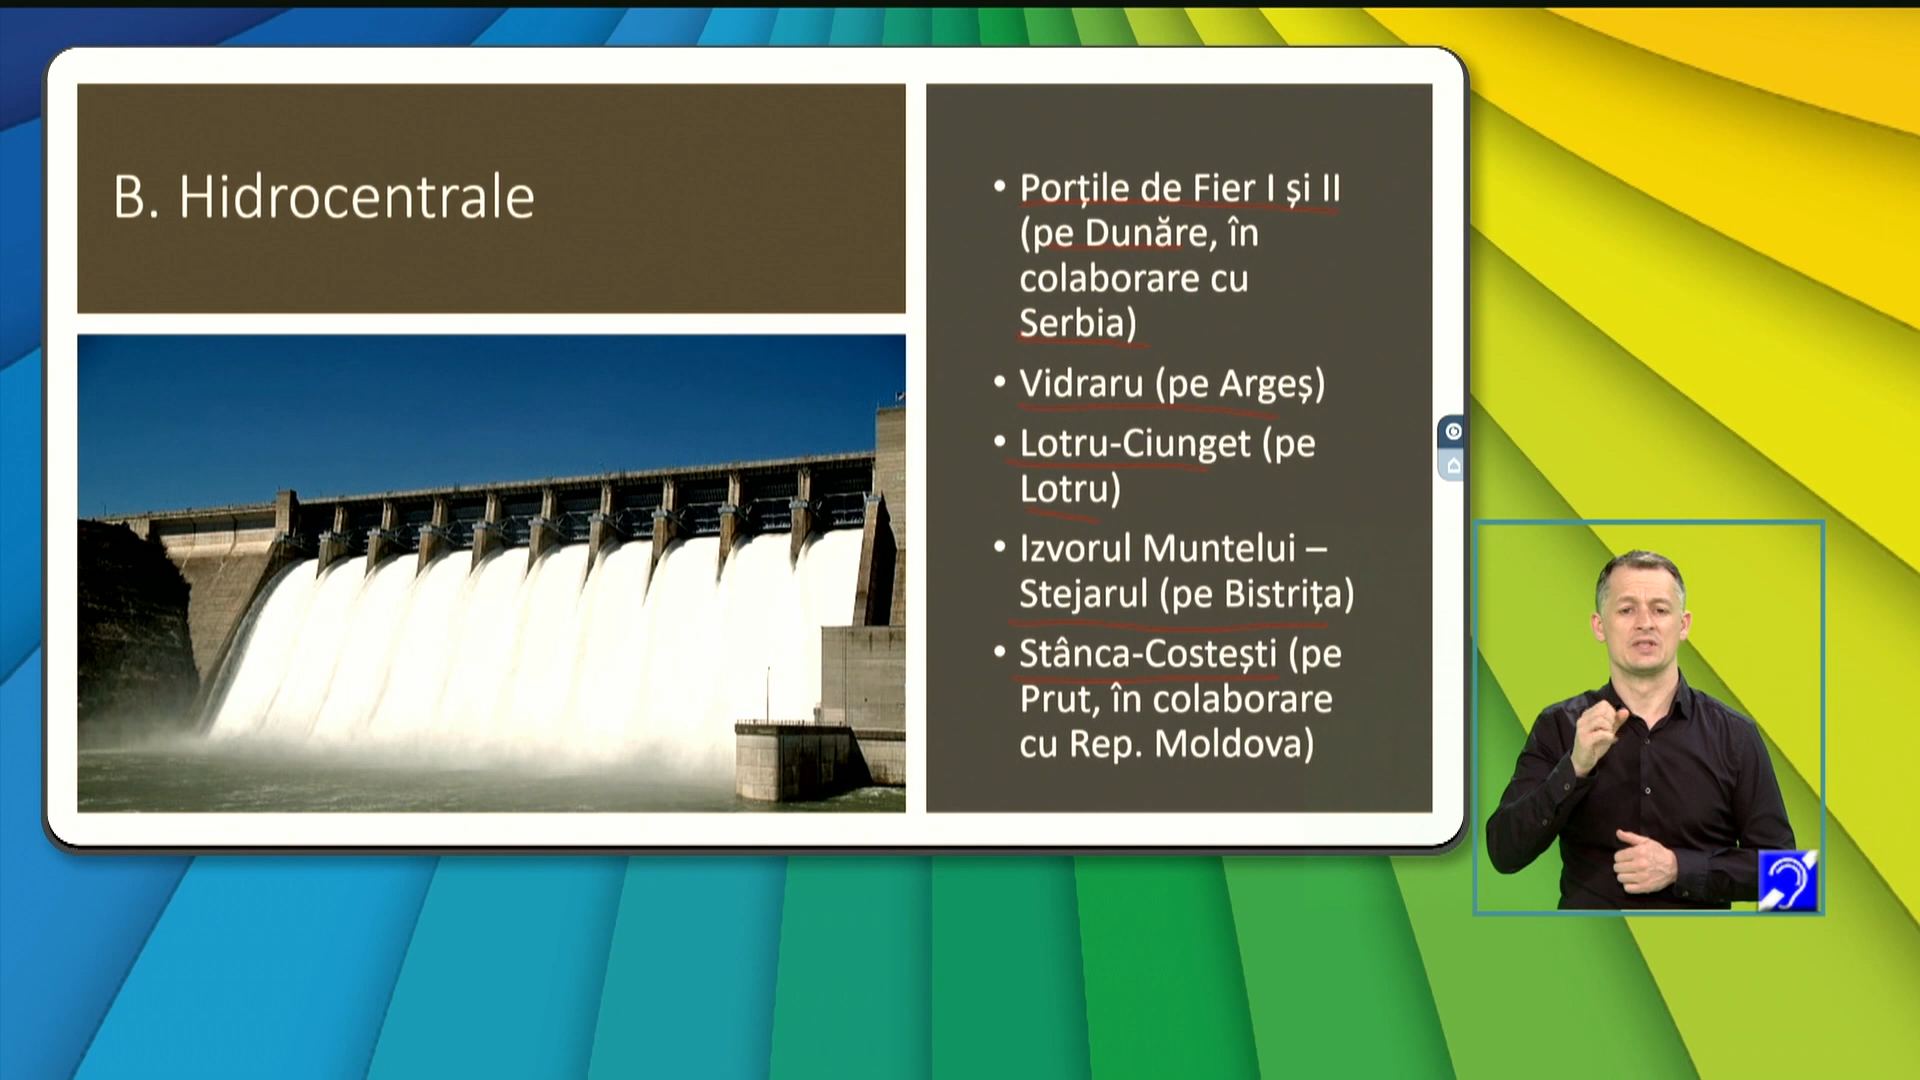 B. Hidrocentrale
• Porțile de Fier I și II
(pe Dunăre, în
colaborare cu
Serbia)
• Vidraru (pe Argeș)
• Lotru-Ciunget (pe
Lotru)
• Izvorul Muntelui –
Stejarul (pe Bistrița)
• Stânca-Costești (pe
Prut, în colaborare
cu Rep. Moldova)